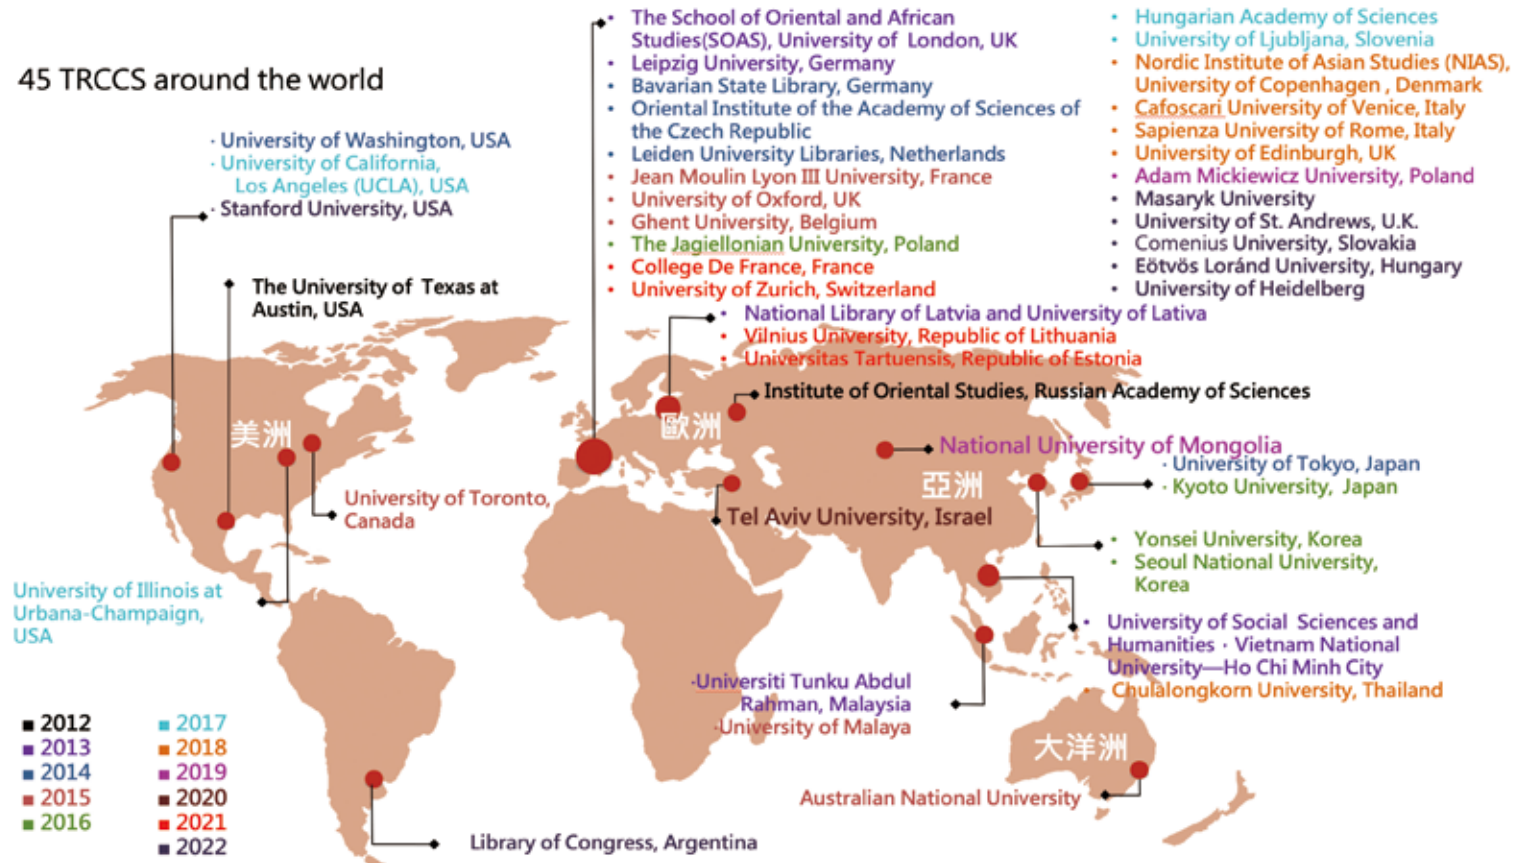 45 TRCCS around the world
· University of Washington, USA
· University of California,
Los Angeles (UCLA), USA
· Stanford University, USA
The University of Texas at
Austin, USA
• The School of Oriental and African
Studies(SOAS), University of London, UK
• Leipzig University, Germany
• Bavarian State Library, Germany
• Oriental Institute of the Academy of Sciences of
the Czech Republic
• Leiden University Libraries, Netherlands
• Jean Moulin Lyon III University, France
• University of Oxford, UK
• Ghent University, Belgium
• The Jagiellonian University, Poland
• College De France, France
• University of Zurich, Switzerland
• Hungarian Academy of Sciences
• University of Ljubljana, Slovenia
• Nordic Institute of Asian Studies (NIAS),
University of Copenhagen , Denmark
• Cafoscari University of Venice, Italy
• Sapienza University of Rome, Italy
• University of Edinburgh, UK
• Adam Mickiewicz University, Poland
• Masaryk University
• University of St. Andrews, U.K.
• Comenius University, Slovakia
• Eötvös Loránd University, Hungary
• University of Heidelberg
• National Library of Latvia and University of Lativa
• Vilnius University, Republic of Lithuania
• Universitas Tartuensis, Republic of Estonia
Institute of Oriental Studies, Russian Academy of Sciences
美洲
歐洲
National University of Mongolia
· University of Tokyo, Japan
· Kyoto University, Japan
亞洲
University of Toronto,
Canada
Tel Aviv University, Israel
• Yonsei University, Korea
• Seoul National University,
Korea
University of Illinois at
Urbana-Champaign,
USA
• University of Social Sciences and
Humanities · Vietnam National
University—Ho Chi Minh City
• Chulalongkorn University, Thailand
·Universiti Tunku Abdul
Rahman, Malaysia
·University of Malaya
大洋洲
Australian National University
Library of Congress, Argentina
■ 2012
■ 2013
■ 2014
■ 2015
■ 2016
■ 2017
■ 2018
■ 2019
■ 2020
■ 2021
■ 2022